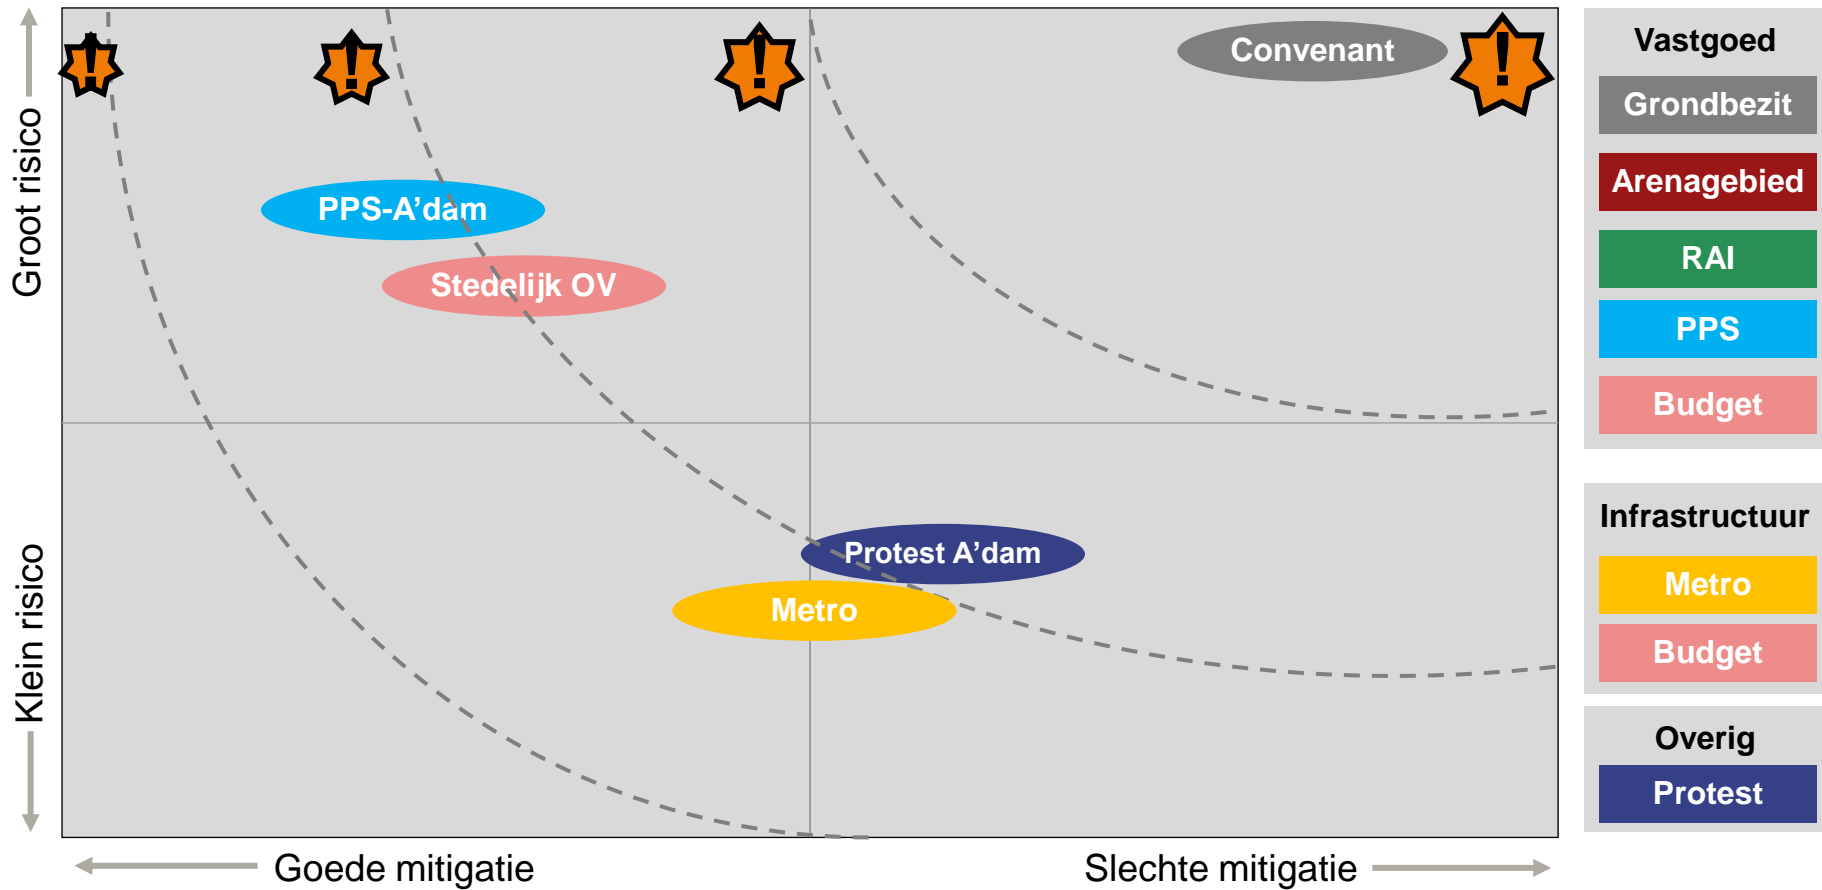 Groot risico
Klein risico
!
!
!
!
Convenant
PPS-A'dam
Stedelijk OV
Protest A'dam
Metro
Goede mitigatie
Slechte mitigatie
Vastgoed
Grondbezit
Arenagebied
RAI
PPS
Budget
Infrastructuur
Metro
Budget
Overig
Protest